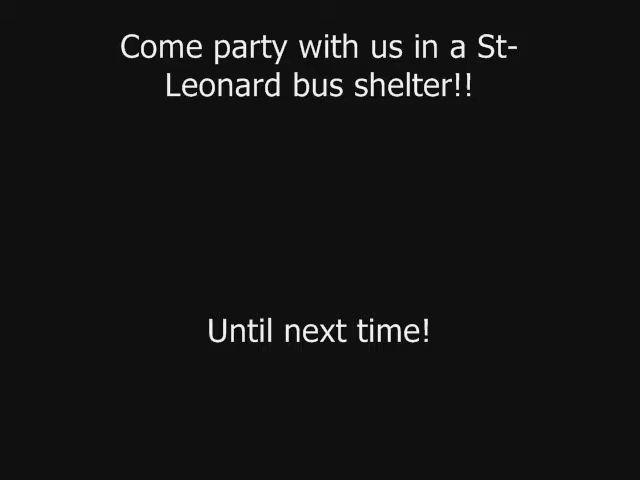 Come party with us in a St-
Leonard bus shelter!!
Until next time!